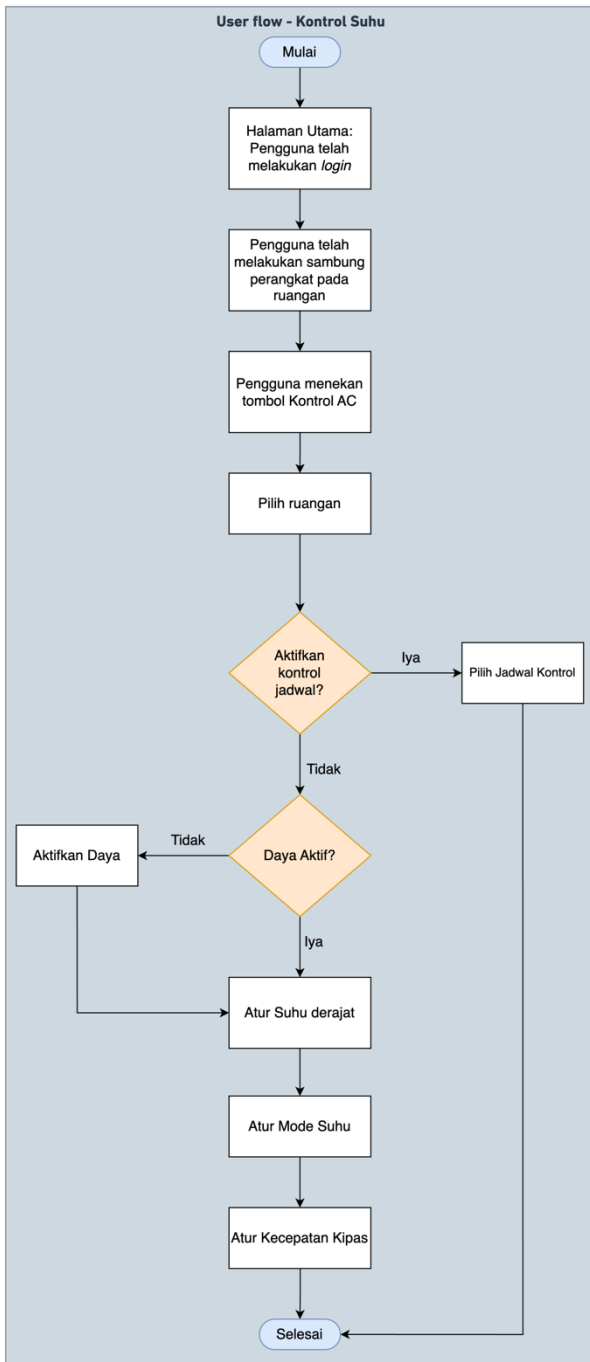 User flow - Kontrol Suhu
Mulai
Halaman Utama:
Pengguna telah
melakukan login
Pengguna telah
melakukan sambung
perangkat pada
ruangan
Pengguna menekan
tombol Kontrol AC
Pilih ruangan
Aktifkan
kontrol
jadwal?
Iya
Pilih Jadwal Kontrol
Tidak
Daya Aktif?
Tidak
Aktifkan Daya
Iya
Atur Suhu derajat
Atur Mode Suhu
Atur Kecepatan Kipas
Selesai